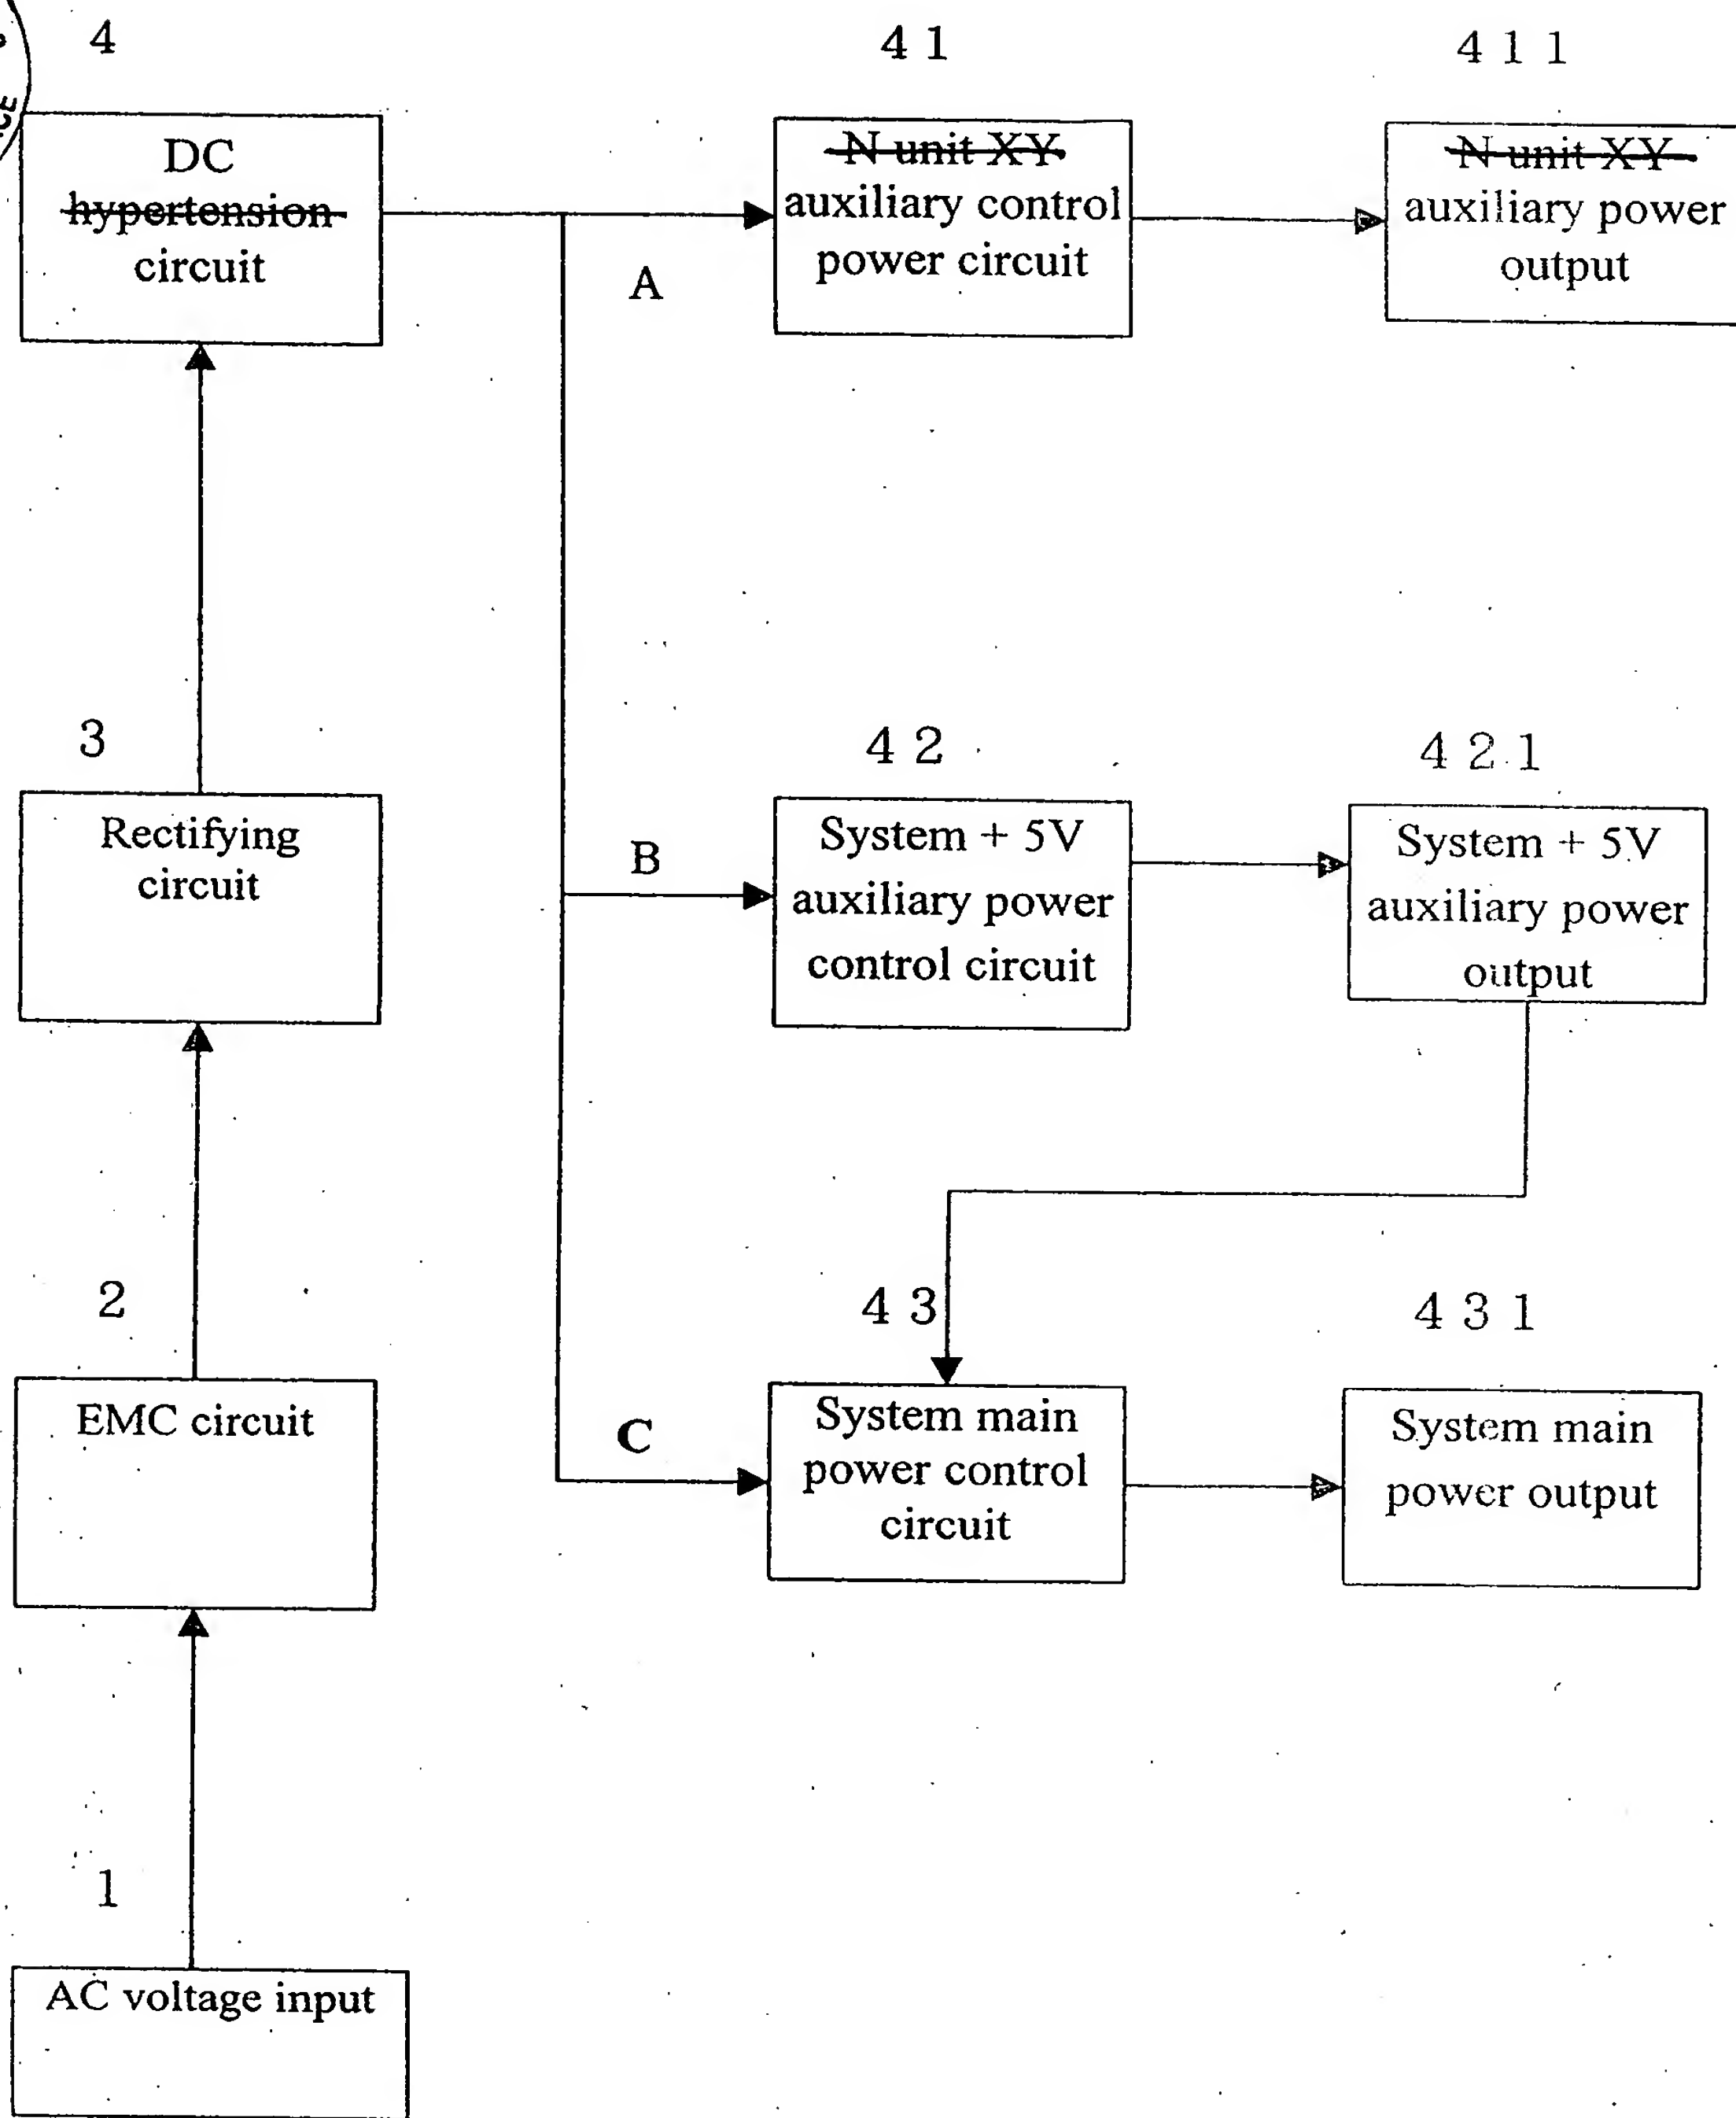 4
41
411
DC
hypertension
circuit
N unit XY
auxiliary control
power circuit
N unit XY
auxiliary power
output
A
3
42
421
Rectifying
circuit
B
System + 5V
auxiliary power
control circuit
System + 5V
auxiliary power
output
2
43
431
EMC circuit
C
System main
power control
circuit
System main
power output
1
AC voltage input